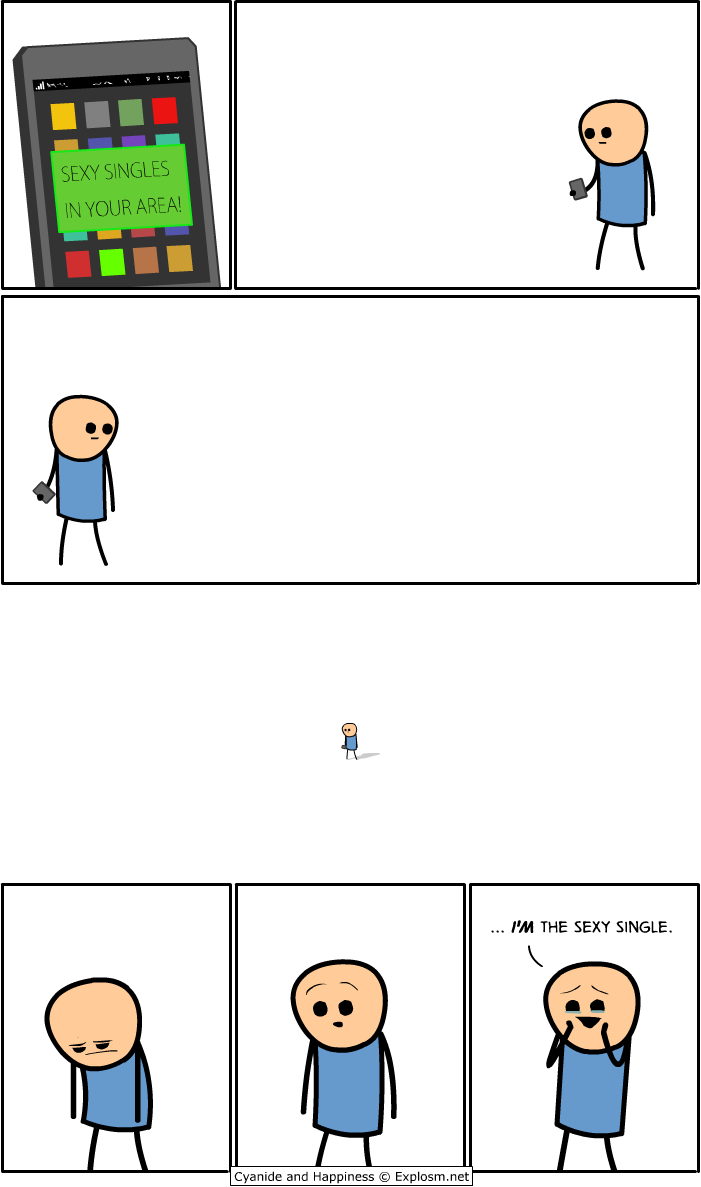 SEXY SINGLES
IN YOUR AREA!
... I'M THE SEXY SINGLE.
Cyanide and Happiness © Explosm.net